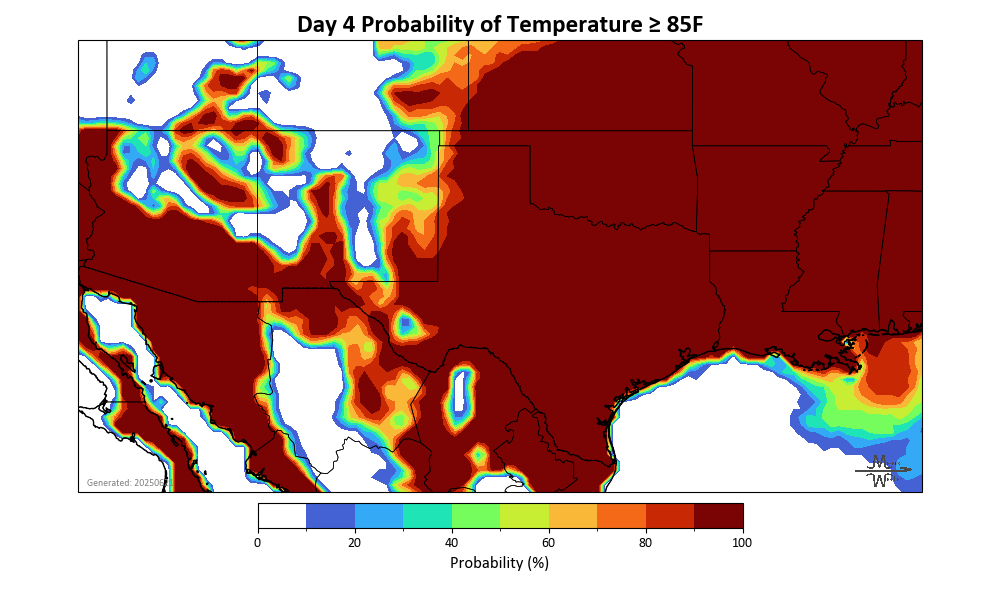 Day 4 Probability of Temperature ≥ 85F
Generated: 202506
0 20 40 60 80 100
Probability (%)